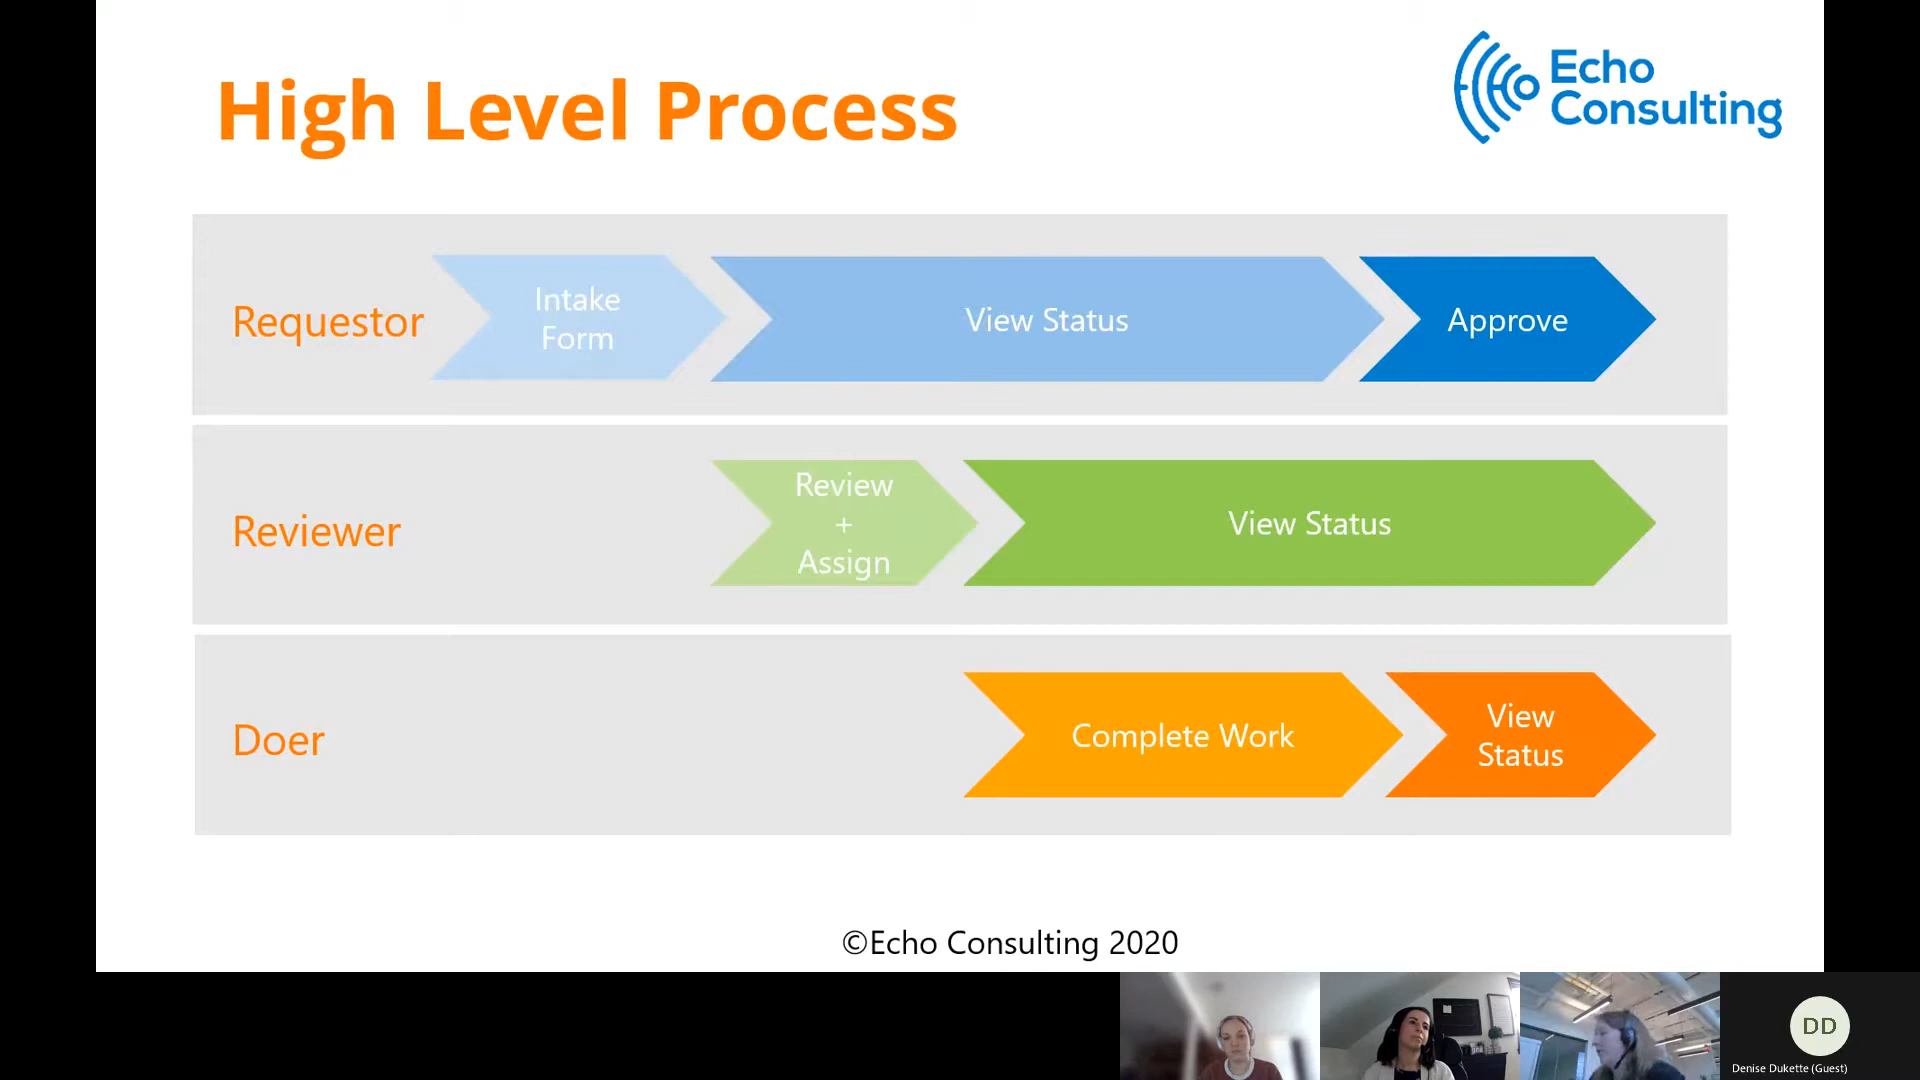 High Level Process
Echo
Consulting
Requestor
Intake
Form
View Status
Approve
Reviewer
Review
+
Assign
View Status
Doer
Complete Work
View
Status
©Echo Consulting 2020
DD
Denise Dukette (Guest)